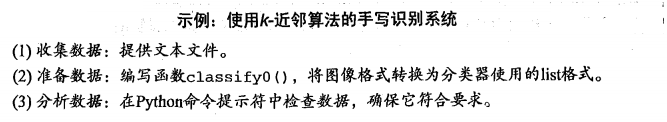 示例：使用k-近邻算法的手写识别系统
(1) 收集数据：提供文本文件。
(2) 准备数据：编写函数classify0()，将图像格式转换为分类器使用的list格式。
(3) 分析数据：在Python命令提示符中检查数据，确保它符合要求。